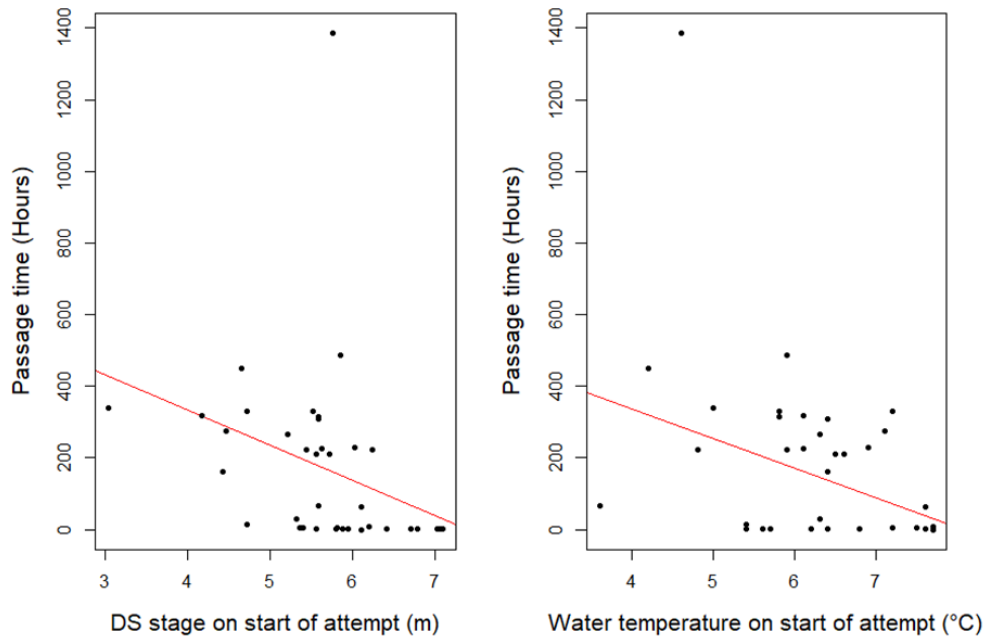 Passage time (Hours)
1400
1200
1000
800
600
400
200
0
3 4 5 6 7
DS stage on start of attempt (m)
Passage time (Hours)
1400
1200
1000
800
600
400
200
0
4 5 6 7
Water temperature on start of attempt (°C)